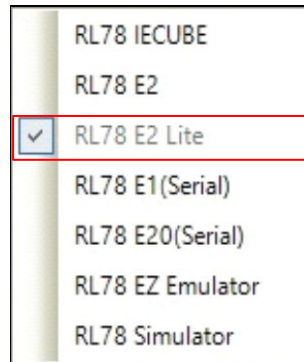 RL78 IECUBE
RL78 E2
RL78 E2 Lite
RL78 E1(Serial)
RL78 E20(Serial)
RL78 EZ Emulator
RL78 Simulator